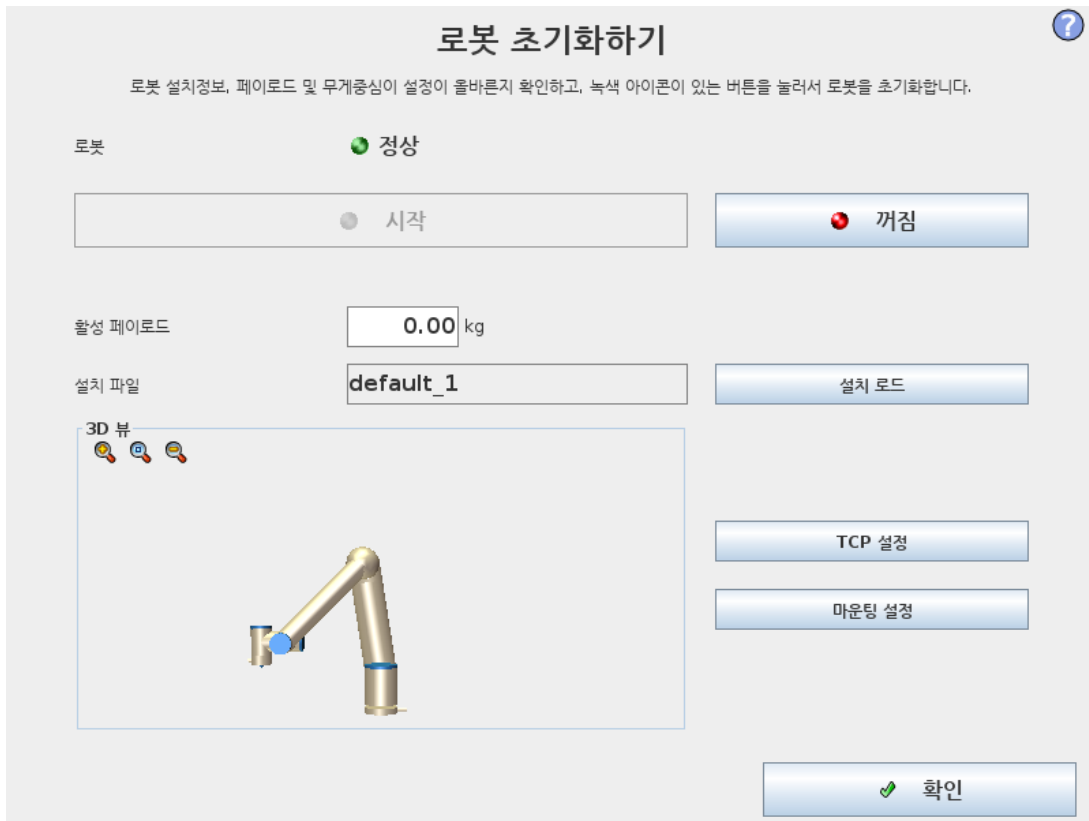 로봇 초기화하기
?
로봇 설치정보, 페이로드 및 무게중심이 설정이 올바른지 확인하고, 녹색 아이콘이 있는 버튼을 눌러서 로봇을 초기화합니다.
로봇
정상
시작
꺼짐
활성 페이로드
0.00 kg
설치 파일
default_1
설치 로드
3D 뷰
TCP 설정
마운팅 설정
확인